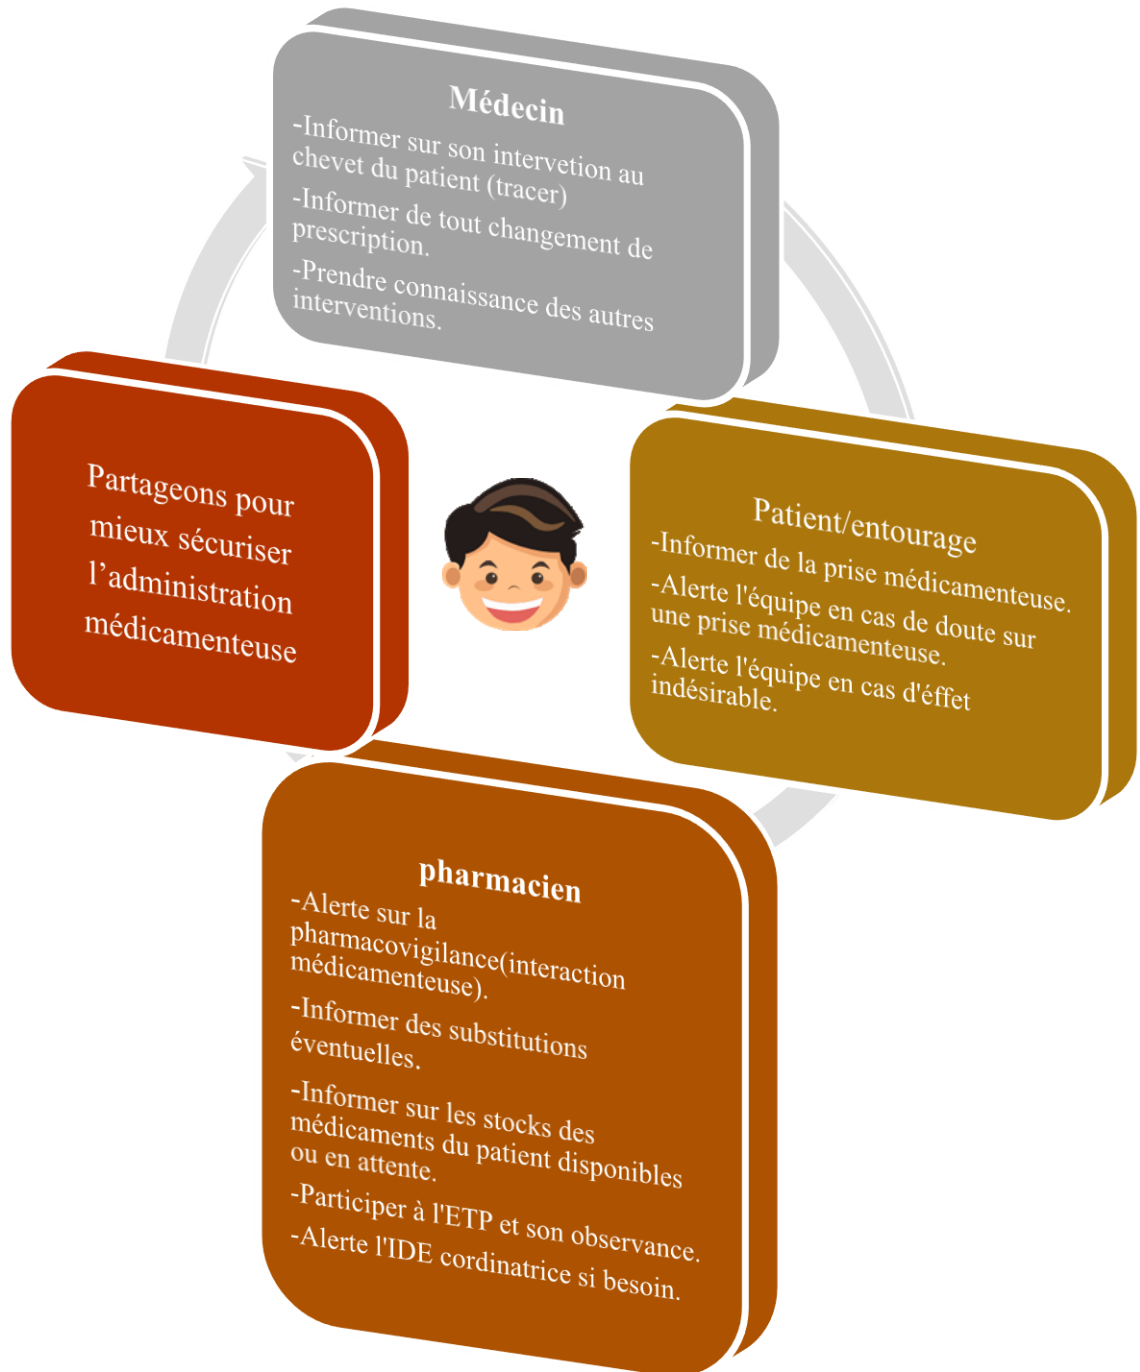 Médecin
-Informer sur son intervetion au
chevet du patient (tracer)
-Informer de tout changement de
prescription.
-Prendre connaissance des autres
interventions.
Partageons pour
mieux sécuriser
l’administration
médicamenteuse
Patient/entourage
-Informer de la prise médicamenteuse.
-Alerte l'équipe en cas de doute sur
une prise médicamenteuse.
-Alerte l'équipe en cas d'éffet
indésirable.
pharmacien
-Alerte sur la
pharmacovigilance(interaction
médicamenteuse).
-Informer des substitutions
éventuelles.
-Informer sur les stocks des
médicaments du patient disponibles
ou en attente.
-Participer à l'ETP et son observance.
-Alerte l'IDE cordinatrice si besoin.